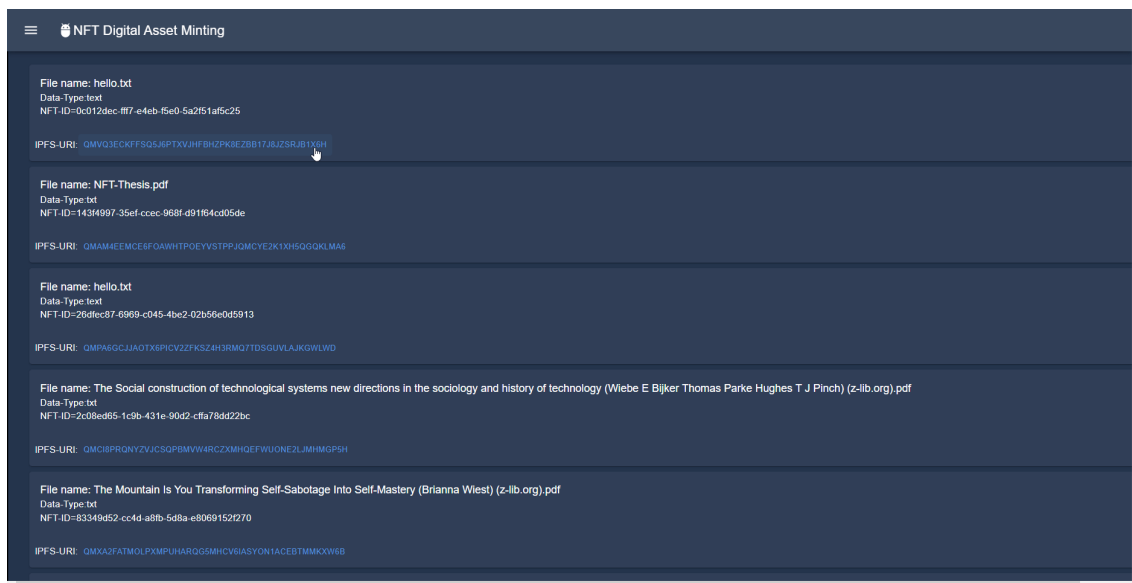 NFT Digital Asset Minting
File name: hello.txt
Data-Type:text
NFT-ID=0c012dec-fff7-e4eb-f5e0-5a2f51af5c25
IPFS-URI: QMVQ3ECKFFSQ5J6PTXVJHFBHZPK8EZBB17J8JZSRJB1X6H
File name: NFT-Thesis.pdf
Data-Type:txt
NFT-ID=143f4997-35ef-ccec-968f-d91f64cd05de
IPFS-URI: QMAM4EEMCE6FOAWHTPOEYVSTPPJQMCYE2K1XH5QGQKLMA6
File name: hello.txt
Data-Type:text
NFT-ID=26dfec87-6969-c045-4be2-02b56e0d5913
IPFS-URI: QMPA6GCJJAOTX6PICV2ZFKSZ4H3RMQ7TDSGUVLAJKGWLWD
File name: The Social construction of technological systems new directions in the sociology and history of technology (Wiebe E Bijker Thomas Parke Hughes T J Pinch) (z-lib.org).pdf
Data-Type:txt
NFT-ID=2c08ed65-1c9b-431e-90d2-cffa78dd22bc
IPFS-URI: QMCI8PRQNYZVJCSQPBMVW4RCZXMHQEFWUONE2LJMHMGP5H
File name: The Mountain Is You Transforming Self-Sabotage Into Self-Mastery (Brianna Wiest) (z-lib.org).pdf
Data-Type:txt
NFT-ID=83349d52-cc4d-a8fb-5d8a-e8069152f270
IPFS-URI: QMXA2FATMOLPXMPUHARQG5MHCV6IASYON1ACEBTMMKXW6B